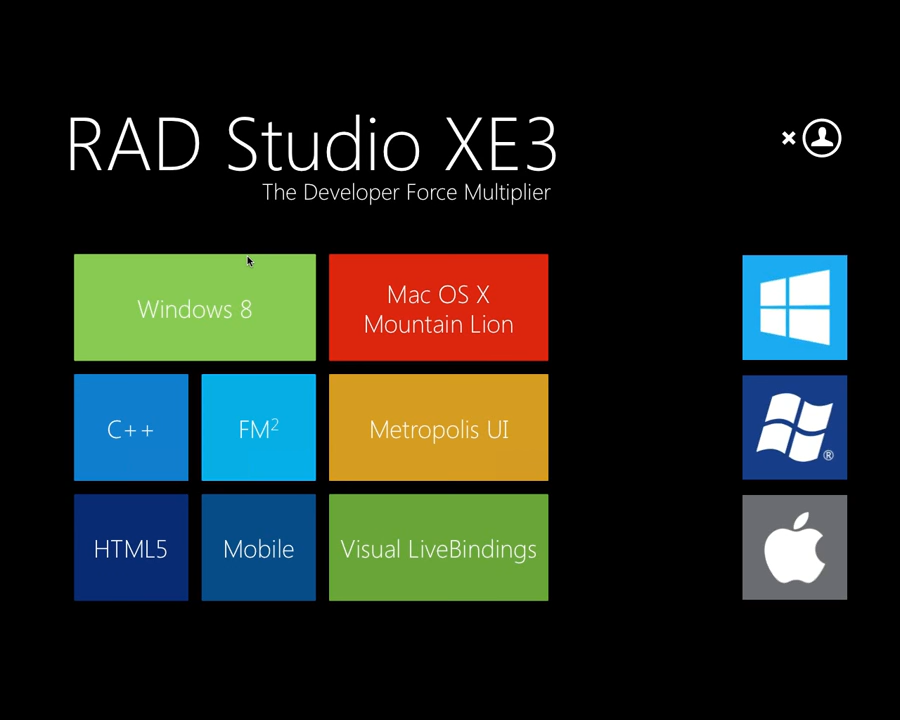 RAD Studio XE3
The Developer Force Multiplier
Windows 8
Mac OS X
Mountain Lion
C++
FM²
Metropolis UI
HTML5
Mobile
Visual LiveBindings
®